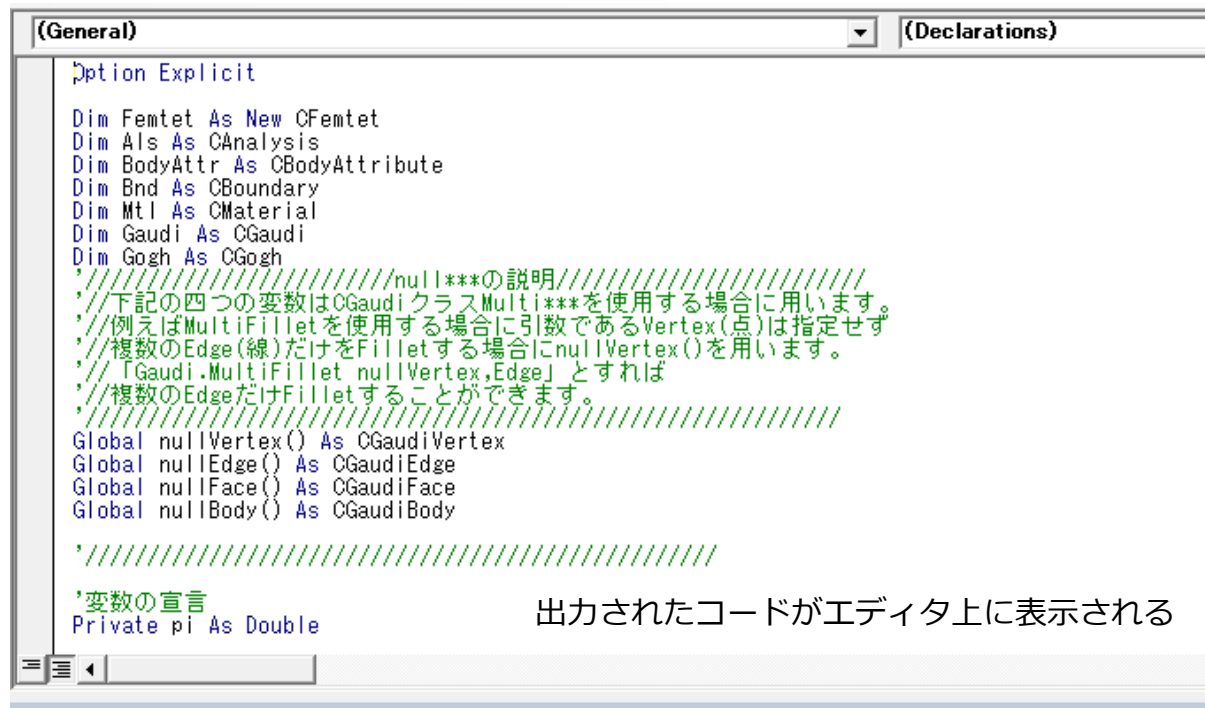 (General)
(Declarations)
Option Explicit
Dim Femtet As New CFemtet
Dim Als As CAnalysis
Dim BodyAttr As CBodyAttribute
Dim Bnd As CBoundary
Dim Mtl As CMaterial
Dim Gaudi As CGaudi
Dim Gogh As CGogh
'////////////////////////null***の説明////////////////////////
'//下記の四つの変数はCGaudiクラスMulti***を使用する場合に用います。
'//例えばMultiFilletを使用する場合に引数であるVertex(点)は指定せず
'//複数のEdge(線)だけをFilletする場合にnullVertex()を用います。
'//「Gaudi.MultiFillet nullVertex,Edge」とすれば
'//複数のEdgeだけFilletすることができます。
'///////////////////////////////////////////////////////////
Global nullVertex() As CGaudiVertex
Global nullEdge() As CGaudiEdge
Global nullFace() As CGaudiFace
Global nullBody() As CGaudiBody
'/////////////////////////////////////////////////
'変数の宣言
Private pi As Double
出力されたコードがエディタ上に表示される